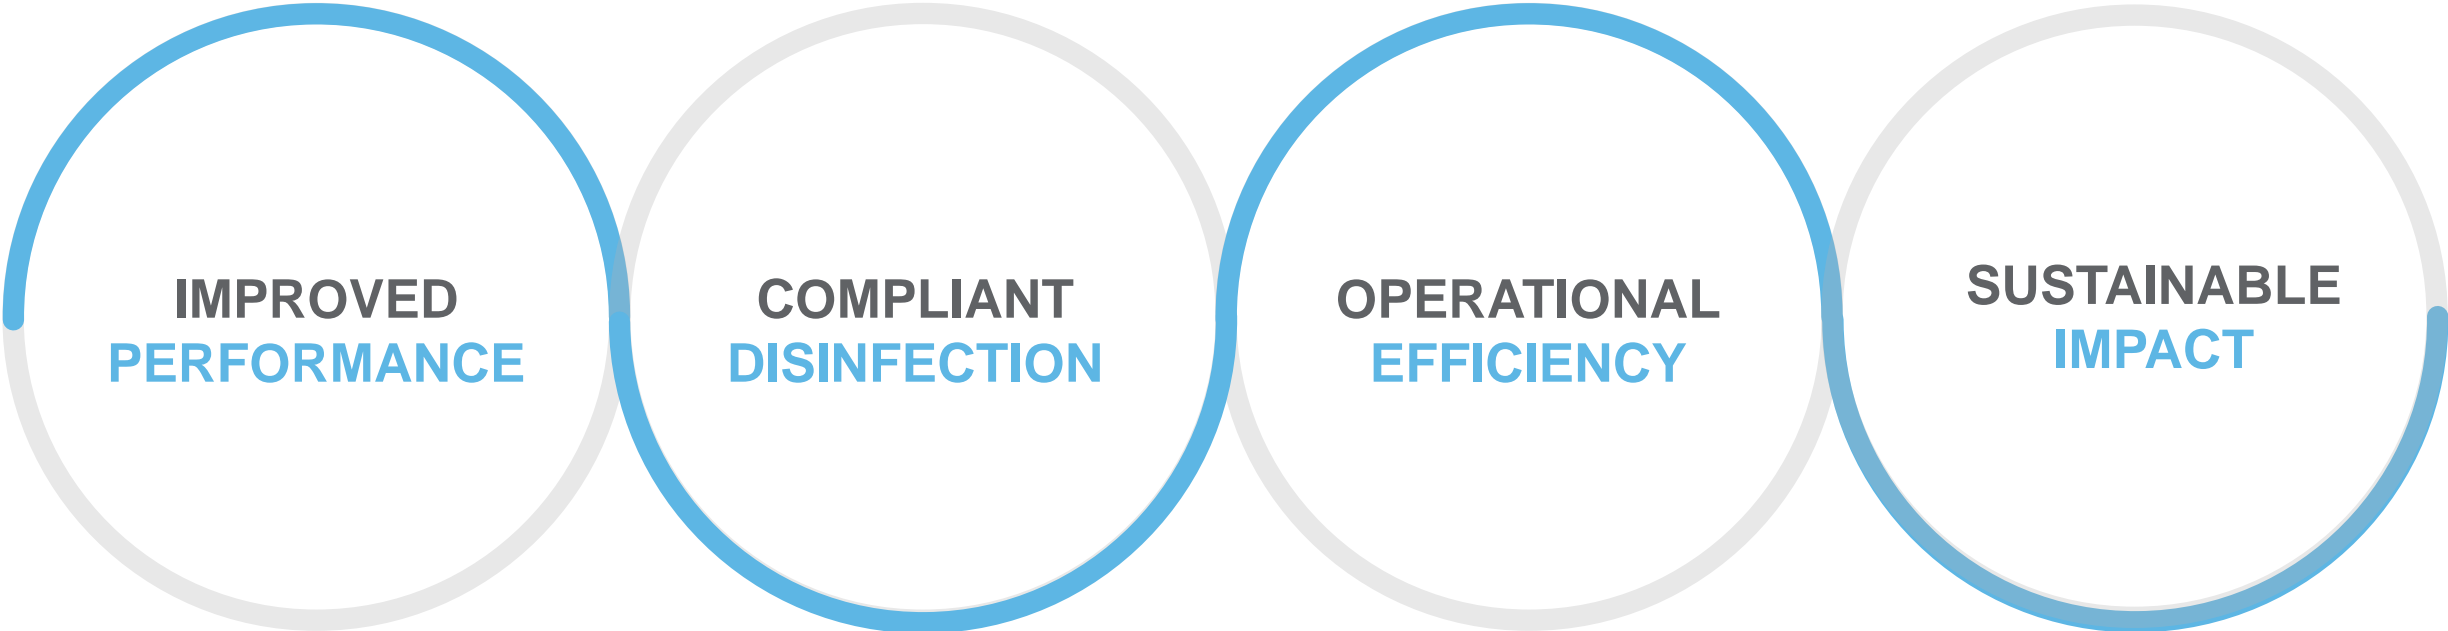 IMPROVED
PERFORMANCE
COMPLIANT
DISINFECTION
OPERATIONAL
EFFICIENCY
SUSTAINABLE
IMPACT